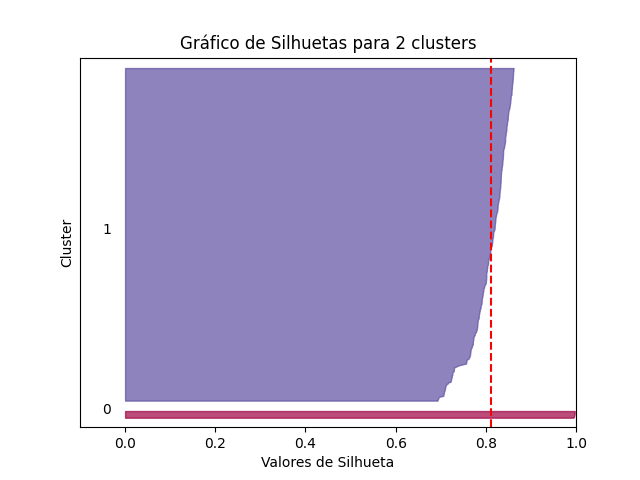 Gráfico de Silhuetas para 2 clusters
Cluster
1
0
0.0 0.2 0.4 0.6 0.8 1.0
Valores de Silhueta